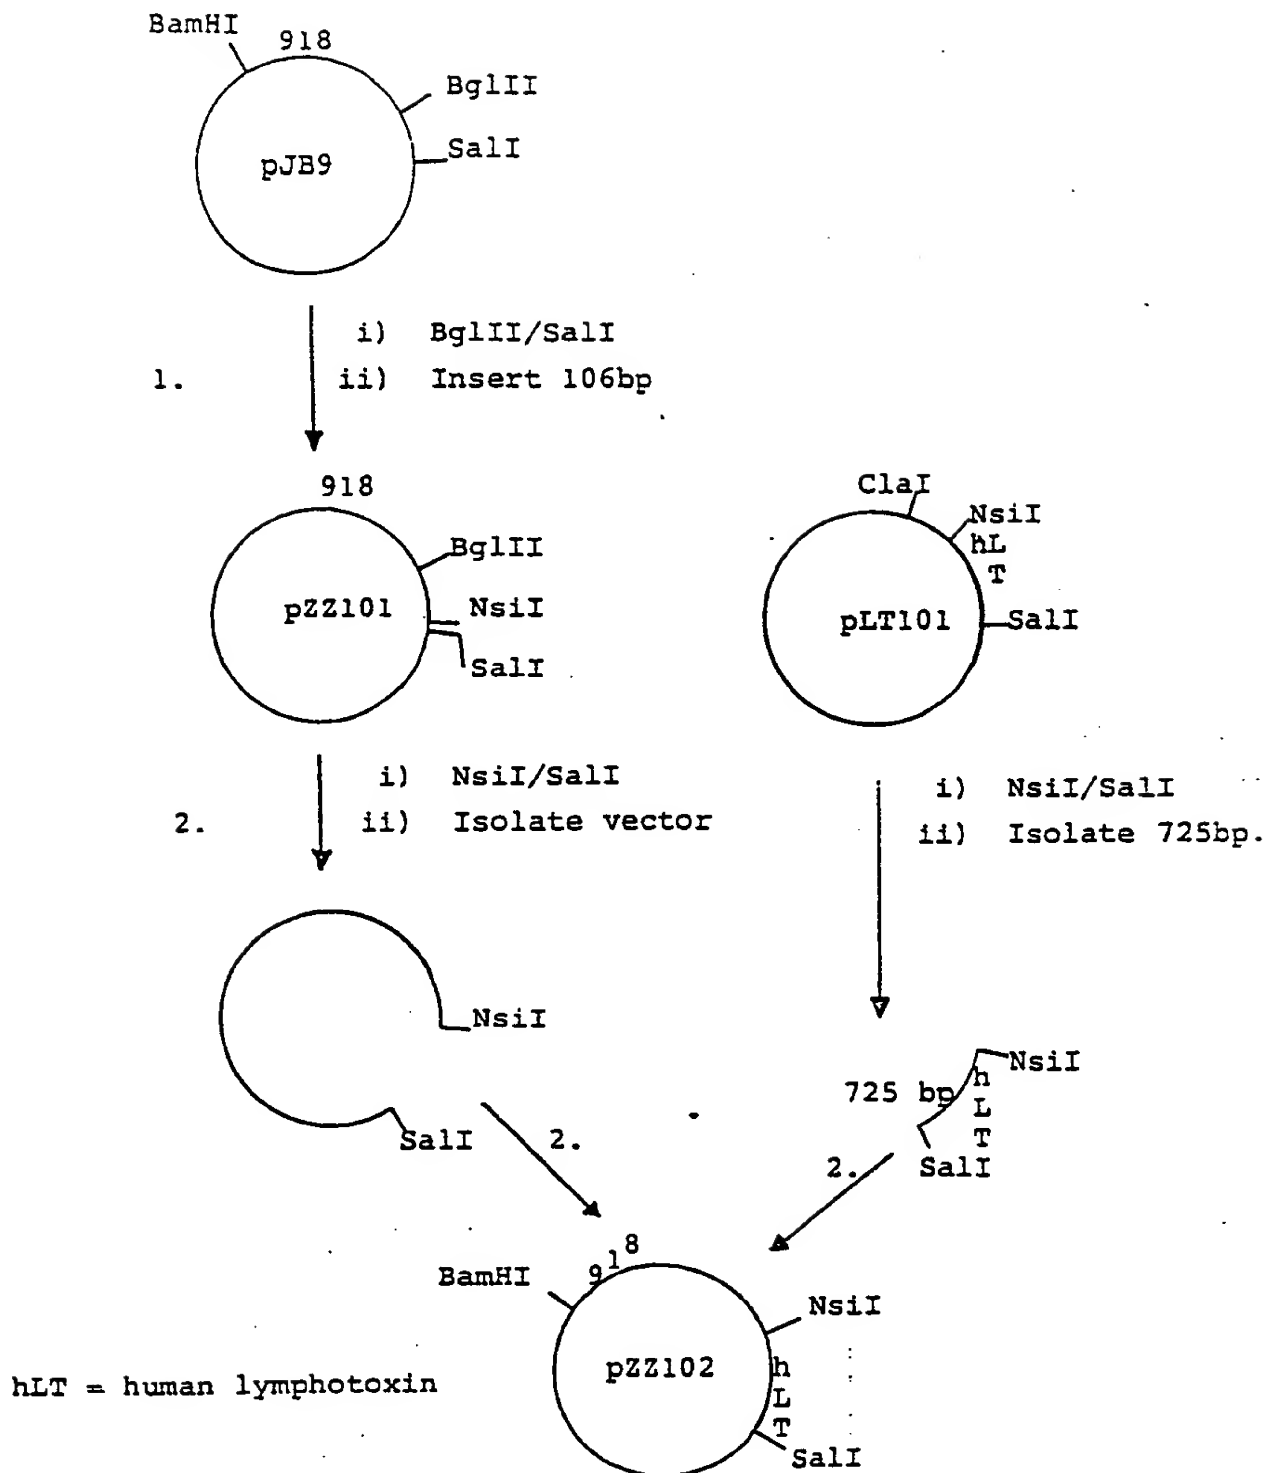 BamHI
918
BglII
SalI
pJB9
1.
i) BglII/SalI
ii) Insert 106bp
918
BglII
pZZ101
NsiI
SalI
ClaI
NsiI
hL
T
pLT101
SalI
2.
i) NsiI/SalI
ii) Isolate vector
i) NsiI/SalI
ii) Isolate 725bp.
NsiI
SalI
2.
NsiI
725 bp
h
L
T
SalI
2.
BamHI
918
NsiI
pZZ102
h
L
T
SalI
hLT = human lymphotoxin